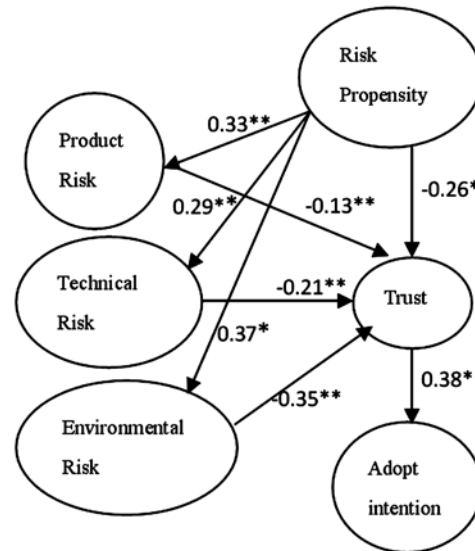 Risk
Propensity
0.33**
Product
Risk
-0.26*
0.29**
-0.13**
Technical
Risk
-0.21**
Trust
0.37*
-0.35**
0.38*
Environmental
Risk
Adopt
intention